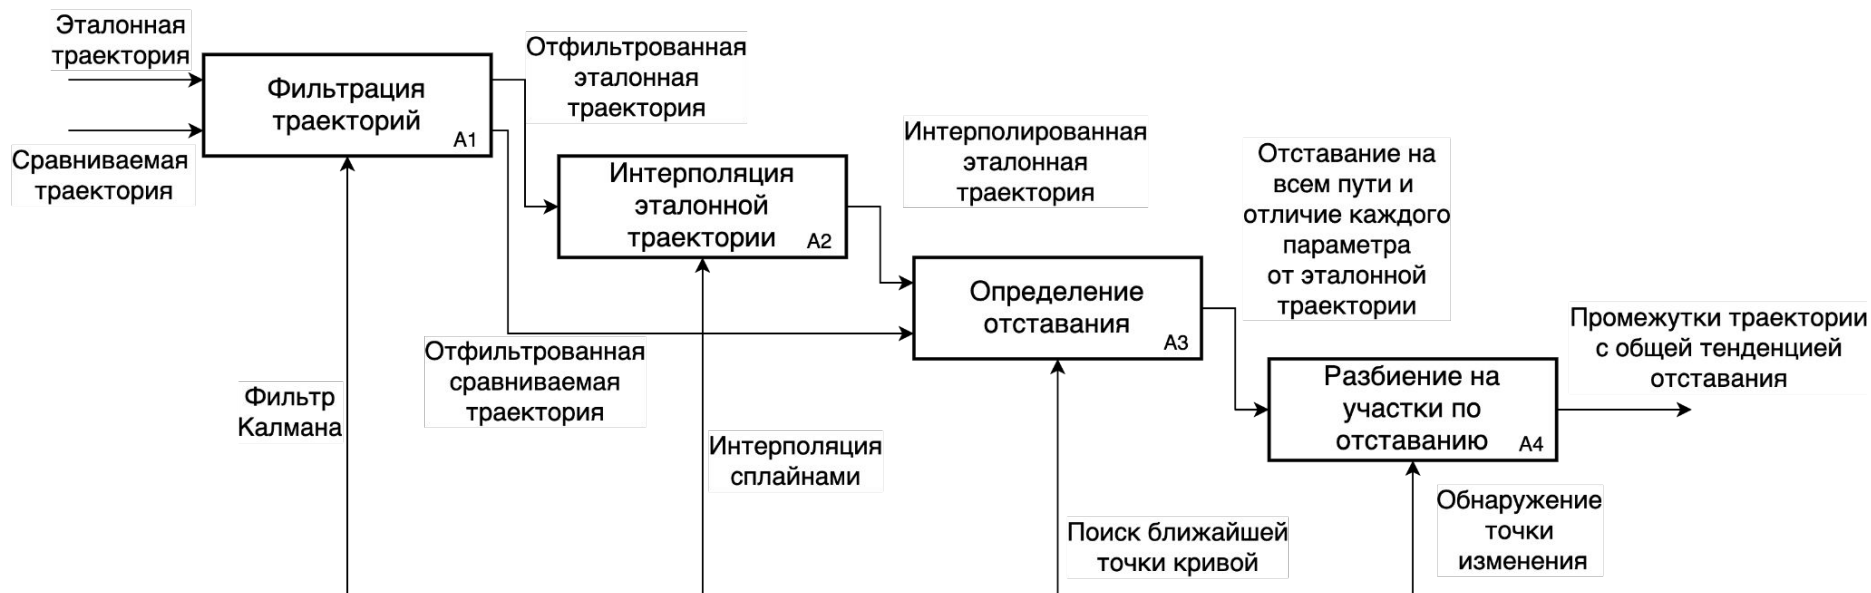 Эталонная
траектория
Сравниваемая
траектория
Фильтрация
траекторий
A1
Отфильтрованная
эталонная
траектория
Интерполяция
эталонной
траектории
A2
Интерполированная
эталонная
траектория
Отфильтрованная
сравниваемая
траектория
Определение
отставания
A3
Отставание на
всем пути и
отличие каждого
параметра
от эталонной
траектории
Разбиение на
участки по
отставанию
A4
Промежутки траектории
с общей тенденцией
отставания
Фильтр
Калмана
Интерполяция
сплайнами
Поиск ближайшей
точки кривой
Обнаружение
точки
изменения